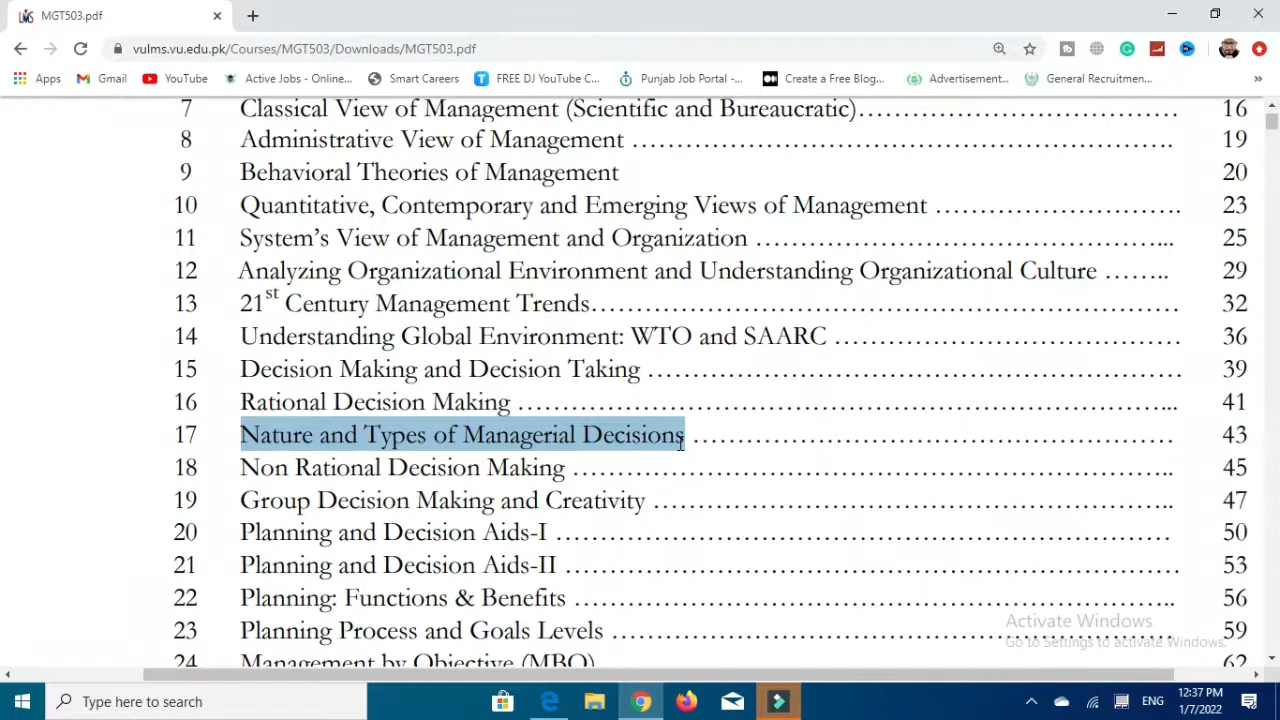 MGT503.pdf
vulms.vu.edu.pk/Courses/MGT503/Downloads/MGT503.pdf
Apps Gmail YouTube Active Jobs - Online... Smart Careers FREE DJ YouTube C... Punjab Job Portal -... Create a Free Blog... Advertisement... General Recruitmen... »
7 Classical View of Management (Scientific and Bureaucratic)……………………………… 16
8 Administrative View of Management ……………………………………………………. 19
9 Behavioral Theories of Management 20
10 Quantitative, Contemporary and Emerging Views of Management ……………………….. 23
11 System's View of Management and Organization ………………………………………... 25
12 Analyzing Organizational Environment and Understanding Organizational Culture …….. 29
13 21st Century Management Trends………………………………………………………… 32
14 Understanding Global Environment: WTO and SAARC ………………………………… 36
15 Decision Making and Decision Taking …………………………………………………… 39
16 Rational Decision Making ………………………………………………………………... 41
17 Nature and Types of Managerial Decisions ……………………………………………… 43
18 Non Rational Decision Making ………………………………………………………….. 45
19 Group Decision Making and Creativity ………………………………………………….. 47
20 Planning and Decision Aids-I …………………………………………………………… 50
21 Planning and Decision Aids-II …………………………………………………………… 53
22 Planning: Functions & Benefits ………………………………………………………….. 56
23 Planning Process and Goals Levels ……………………………………………………… 59
24 Management by Objective (MBO) 62
Activate Windows
Go to Settings to activate Windows.
Type here to search
ENG
12:37 PM
1/7/2022